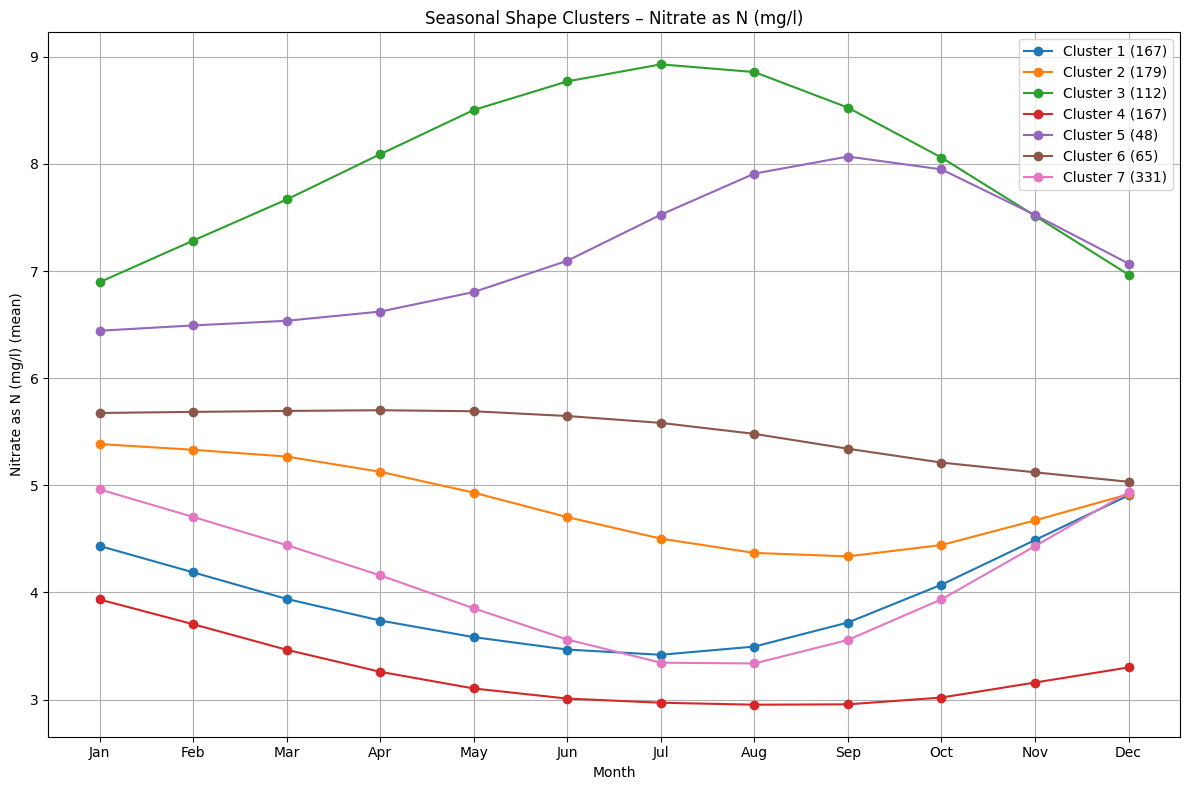 Seasonal Shape Clusters – Nitrate as N (mg/l)
Cluster 1 (167)
Cluster 2 (179)
Cluster 3 (112)
Cluster 4 (167)
Cluster 5 (48)
Cluster 6 (65)
Cluster 7 (331)
Nitrate as N (mg/l) (mean)
9
8
7
6
5
4
3
Jan Feb Mar Apr May Jun Jul Aug Sep Oct Nov Dec
Month